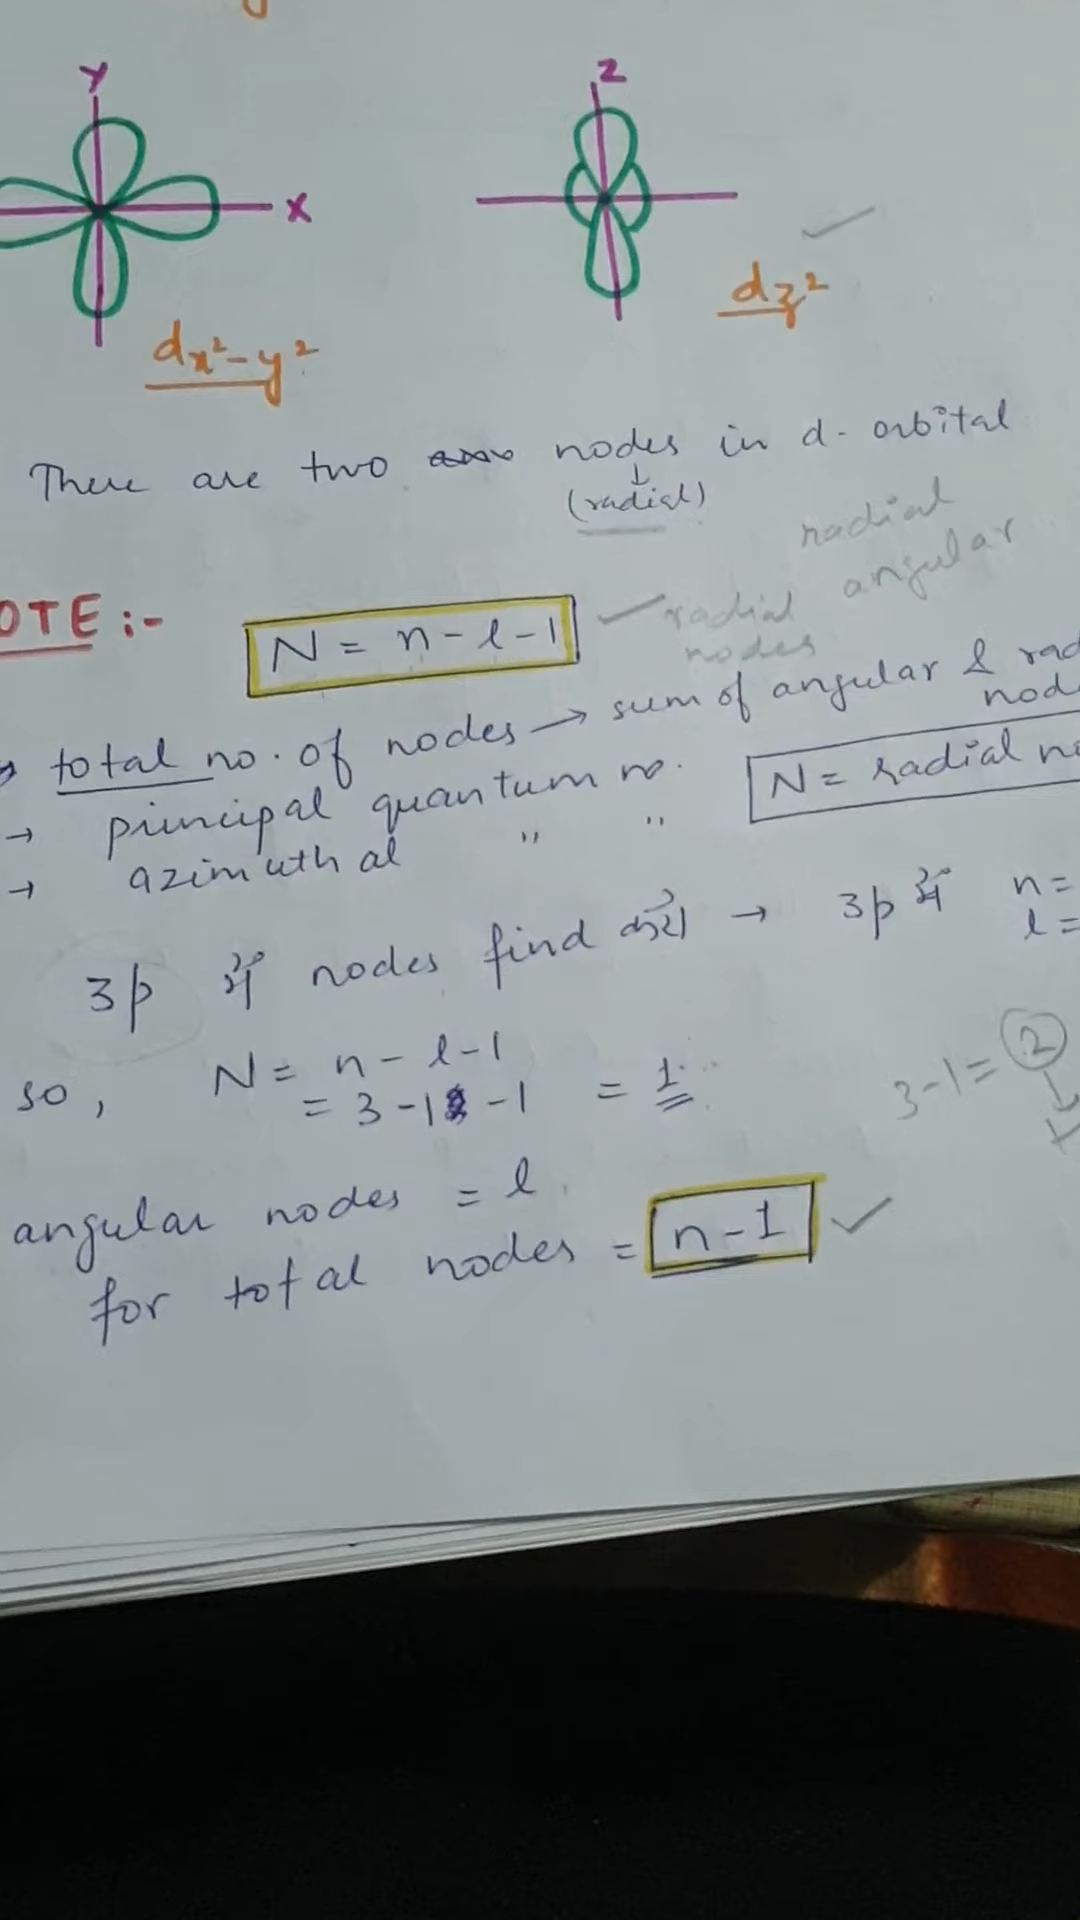 Y
Z
X
dx²-y²
dz²
There are two nodes in d-orbital
(radial)
radial
angular
OTE :-
N = n - l - 1
radial
nodes
total no. of nodes → sum of angular & rad
nod
→ principal quantum no.
N = radial no
→ azimuthal " "
3p में nodes find करो → 3p में n =
l =
so, N = n - l - 1
= 3 - 1 - 1 = 1
3-1 = 2
angular nodes = l
for total nodes = n-1